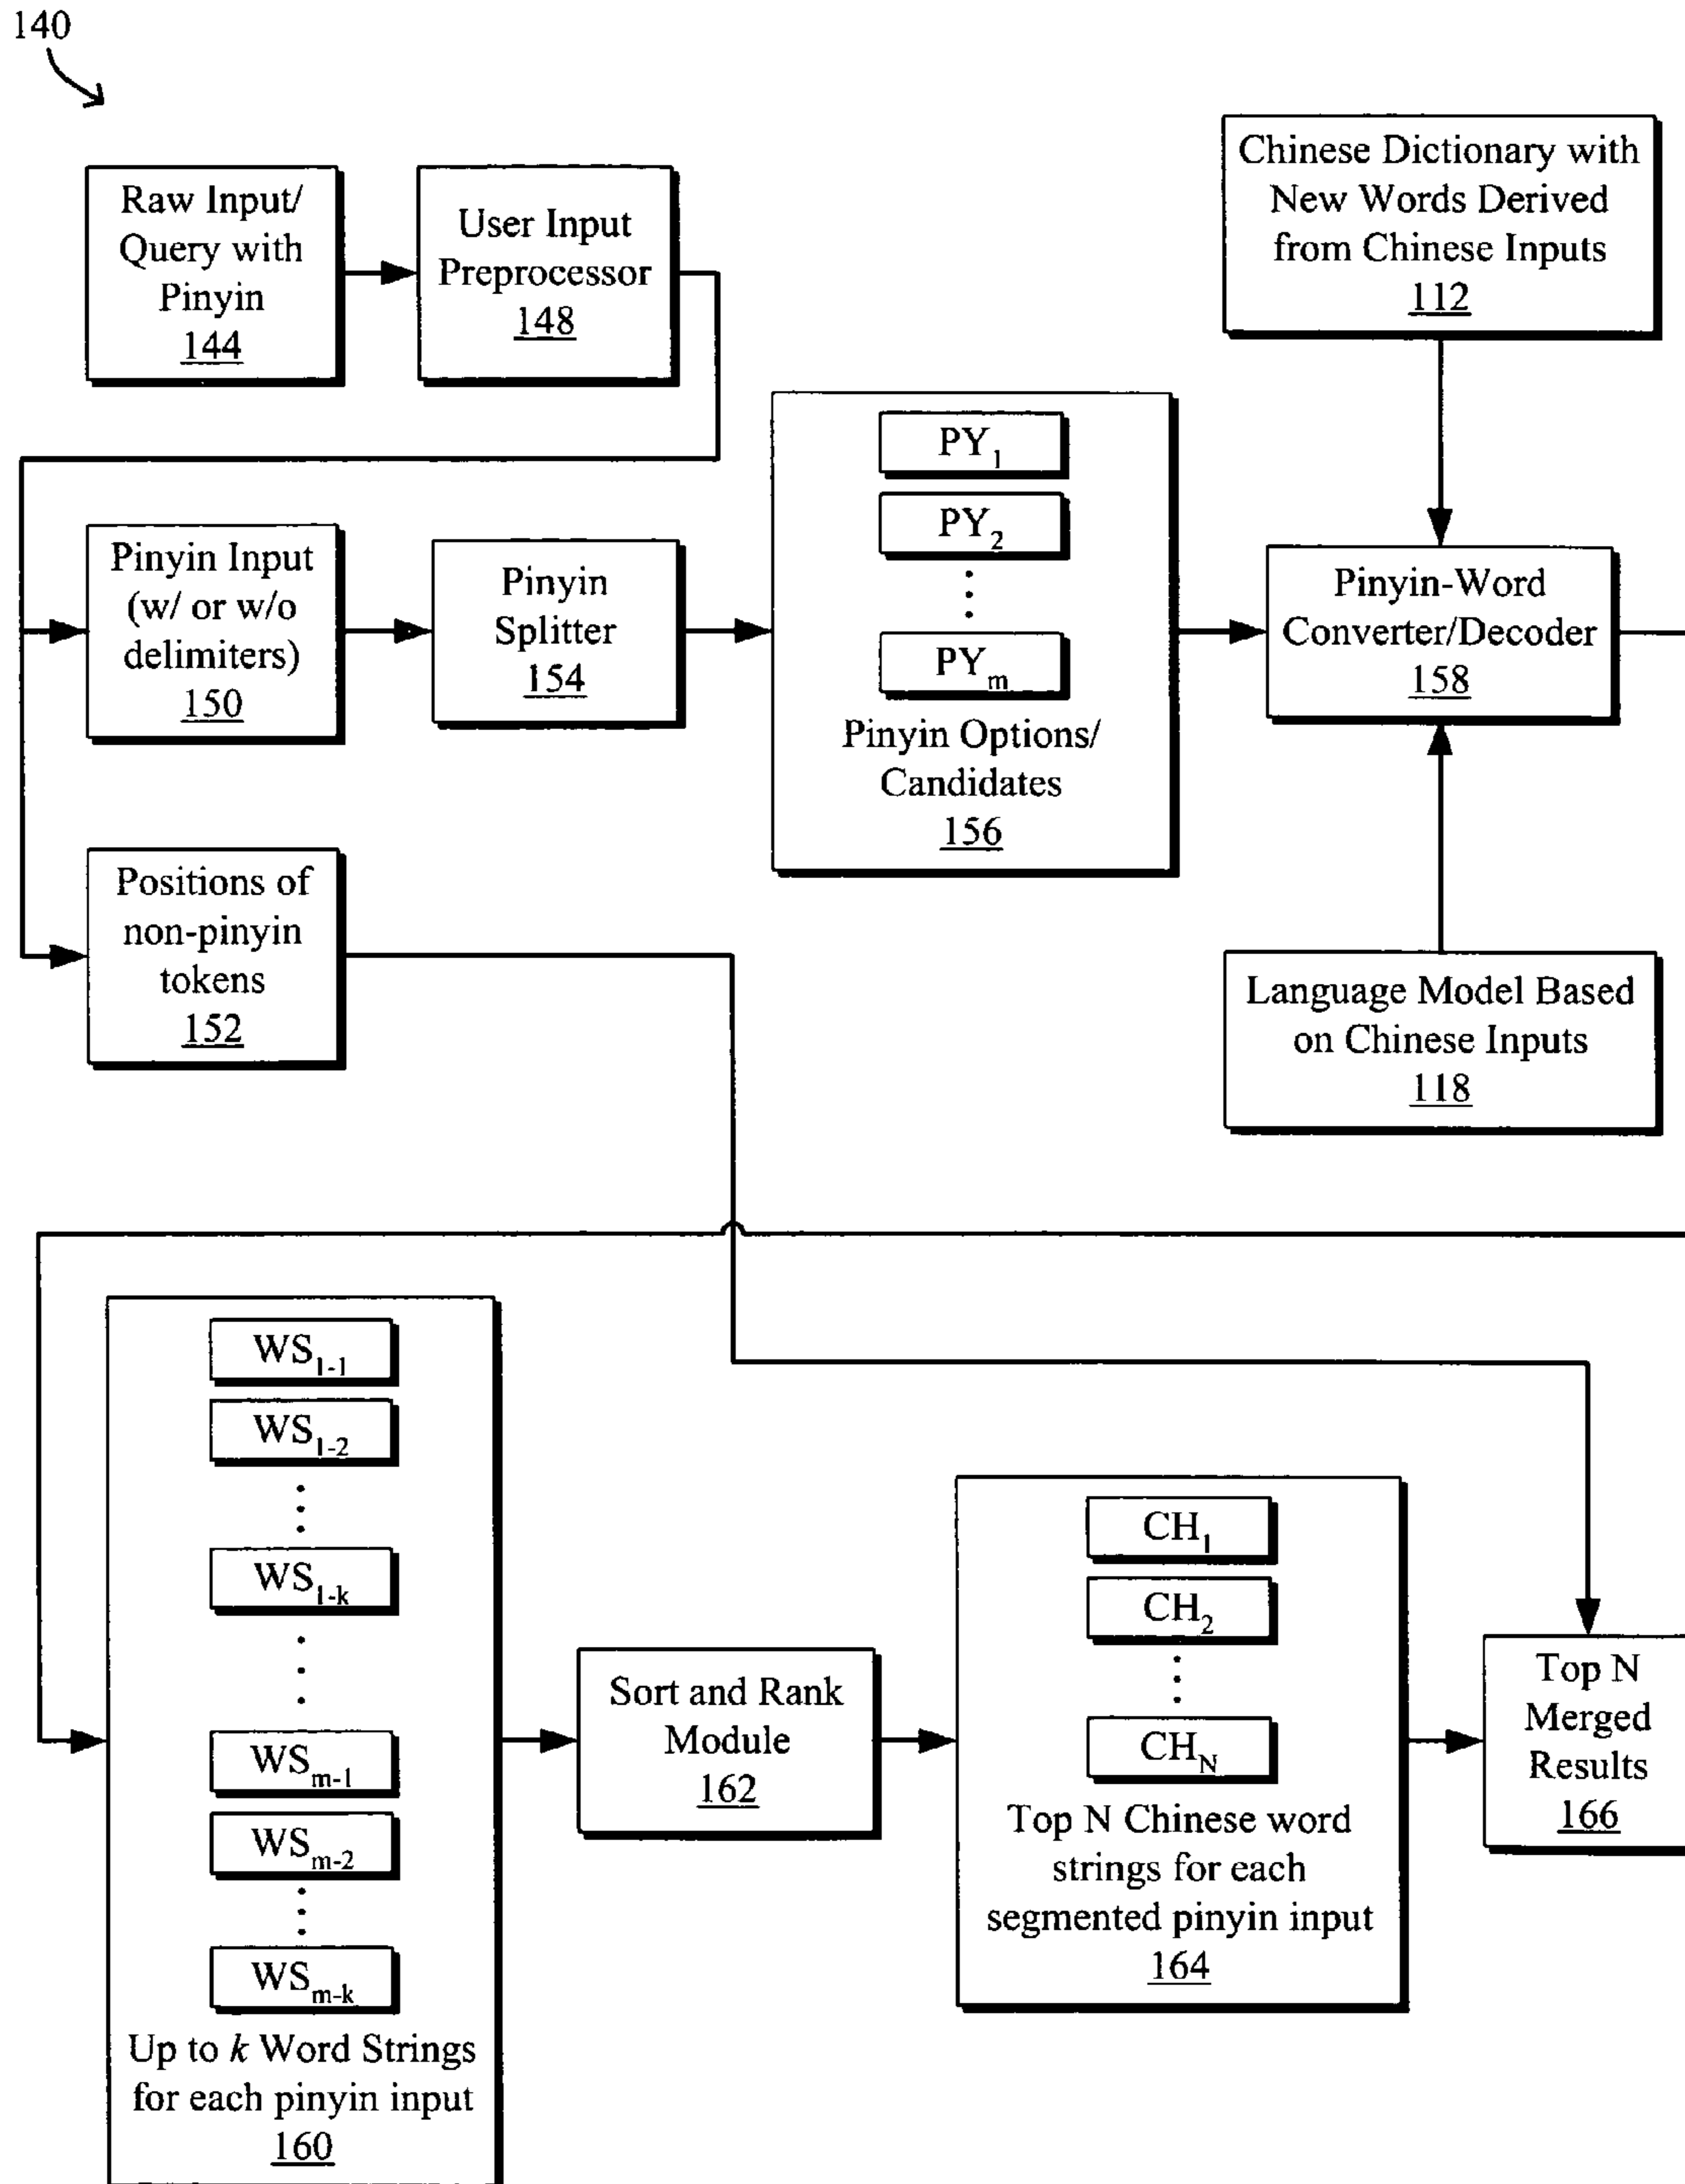 140
Raw Input/
Query with
Pinyin
144
User Input
Preprocessor
148
Chinese Dictionary with
New Words Derived
from Chinese Inputs
112
Pinyin Input
(w/ or w/o
delimiters)
150
Pinyin
Splitter
154
PY₁
PY₂
PYₘ
Pinyin Options/
Candidates
156
Pinyin-Word
Converter/Decoder
158
Positions of
non-pinyin
tokens
152
Language Model Based
on Chinese Inputs
118
WS₁₋₁
WS₁₋₂
WS₁₋ₖ
WSₘ₋₁
WSₘ₋₂
WSₘ₋ₖ
Up to k Word Strings
for each pinyin input
160
Sort and Rank
Module
162
CH₁
CH₂
CH_N
Top N Chinese word
strings for each
segmented pinyin input
164
Top N
Merged
Results
166